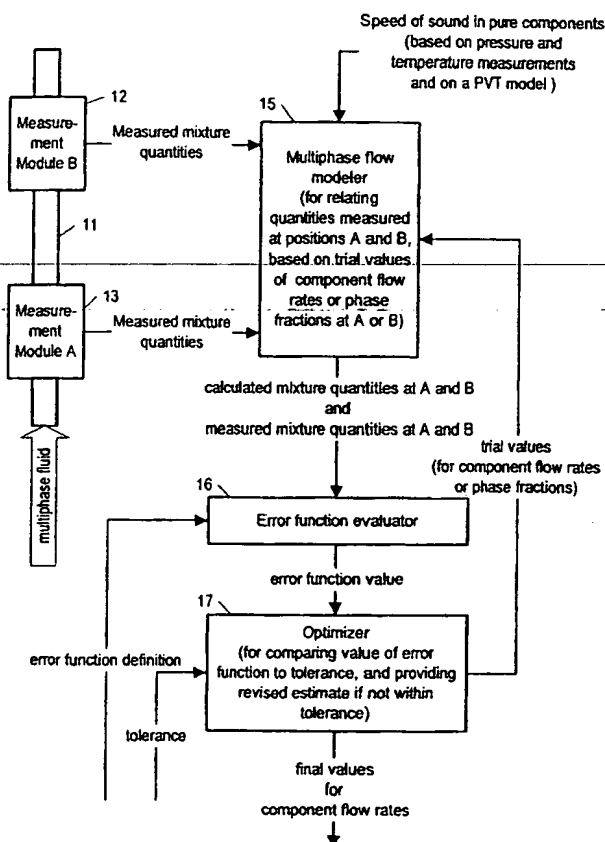 Speed of sound in pure components
(based on pressure and
temperature measurements
and on a PVT model )
12
15
Measure-
ment
Module B
Measured mixture
quantities
Multiphase flow
modeler
(for relating
quantities measured
at positions A and B,
based on trial values
of component flow
rates or phase
fractions at A or B)
11
13
Measure-
ment
Module A
Measured mixture
quantities
calculated mixture quantities at A and B
and
measured mixture quantities at A and B
trial values
(for component flow rates
or phase fractions)
multiphase fluid
16
Error function evaluator
error function value
17
Optimizer
(for comparing value of error
function to tolerance, and providing
revised estimate if not within
tolerance)
error function definition
tolerance
final values
for
component flow rates